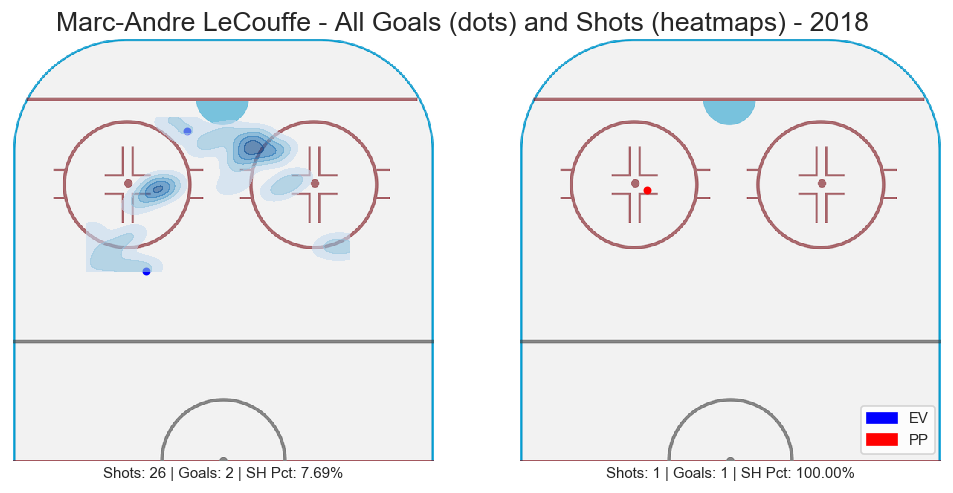 Marc-Andre LeCouffe - All Goals (dots) and Shots (heatmaps) - 2018
EV
PP
Shots: 26 | Goals: 2 | SH Pct: 7.69%
Shots: 1 | Goals: 1 | SH Pct: 100.00%